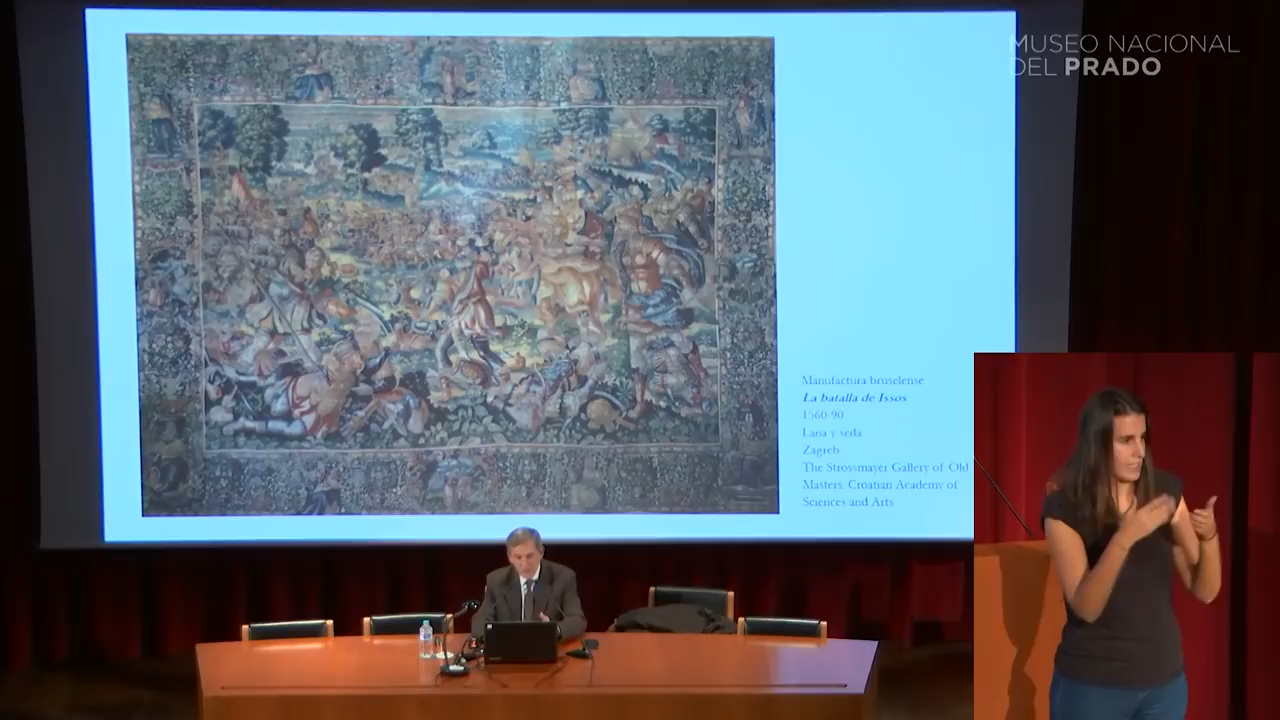 MUSEO NACIONAL
DEL PRADO
Manufactura bruselense
La batalla de Issos
1560-90
Lana y seda
Zagreb
The Strossmayer Gallery of Old
Masters. Croatian Academy of
Sciences and Arts